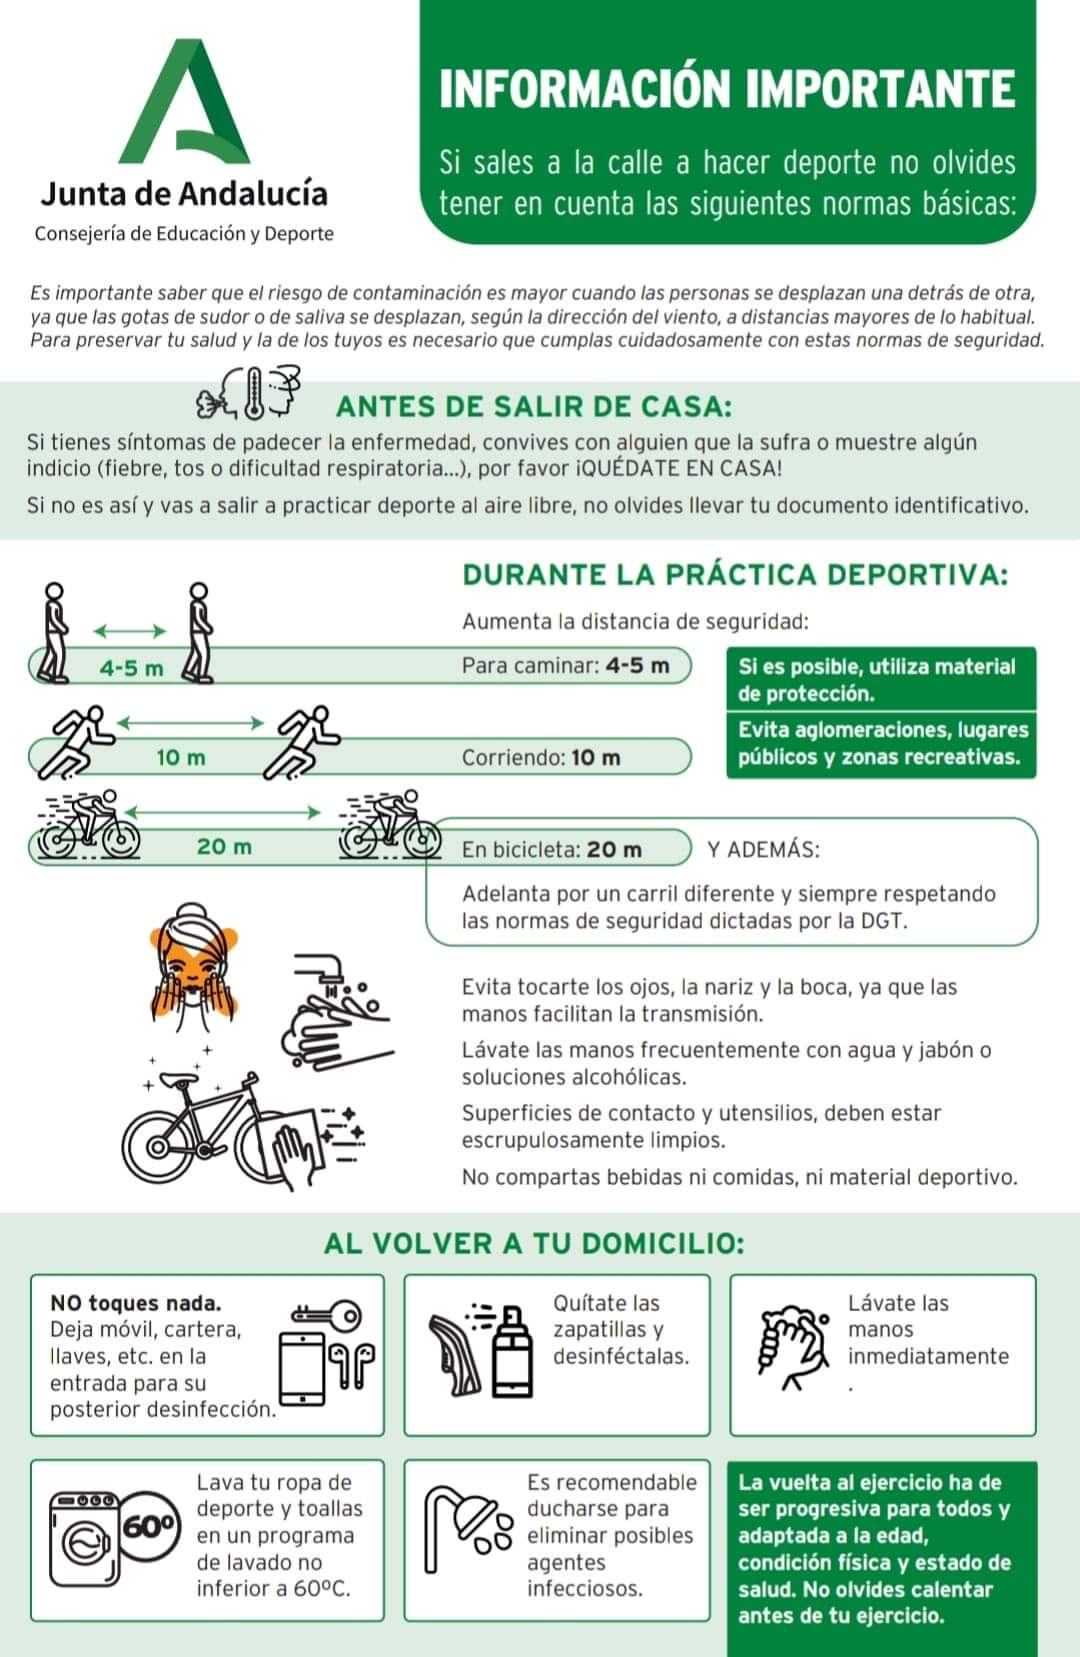 Junta de Andalucía
Consejería de Educación y Deporte
INFORMACIÓN IMPORTANTE
Si sales a la calle a hacer deporte no olvides
tener en cuenta las siguientes normas básicas:
Es importante saber que el riesgo de contaminación es mayor cuando las personas se desplazan una detrás de otra,
ya que las gotas de sudor o de saliva se desplazan, según la dirección del viento, a distancias mayores de lo habitual.
Para preservar tu salud y la de los tuyos es necesario que cumplas cuidadosamente con estas normas de seguridad.
ANTES DE SALIR DE CASA:
Si tienes síntomas de padecer la enfermedad, convives con alguien que la sufra o muestre algún
indicio (fiebre, tos o dificultad respiratoria...), por favor ¡QUÉDATE EN CASA!
Si no es así y vas a salir a practicar deporte al aire libre, no olvides llevar tu documento identificativo.
DURANTE LA PRÁCTICA DEPORTIVA:
Aumenta la distancia de seguridad:
4-5 m
Para caminar: 4-5 m
Si es posible, utiliza material
de protección.
Evita aglomeraciones, lugares
públicos y zonas recreativas.
10 m
Corriendo: 10 m
20 m
En bicicleta: 20 m
Y ADEMÁS:
Adelanta por un carril diferente y siempre respetando
las normas de seguridad dictadas por la DGT.
Evita tocarte los ojos, la nariz y la boca, ya que las
manos facilitan la transmisión.
Lávate las manos frecuentemente con agua y jabón o
soluciones alcohólicas.
Superficies de contacto y utensilios, deben estar
escrupulosamente limpios.
No compartas bebidas ni comidas, ni material deportivo.
AL VOLVER A TU DOMICILIO:
NO toques nada.
Deja móvil, cartera,
llaves, etc. en la
entrada para su
posterior desinfección.
Quítate las
zapatillas y
desinféctalas.
Lávate las
manos
inmediatamente
.
60º
Lava tu ropa de
deporte y toallas
en un programa
de lavado no
inferior a 60ºC.
Es recomendable
ducharse para
eliminar posibles
agentes
infecciosos.
La vuelta al ejercicio ha de
ser progresiva para todos y
adaptada a la edad,
condición física y estado de
salud. No olvides calentar
antes de tu ejercicio.